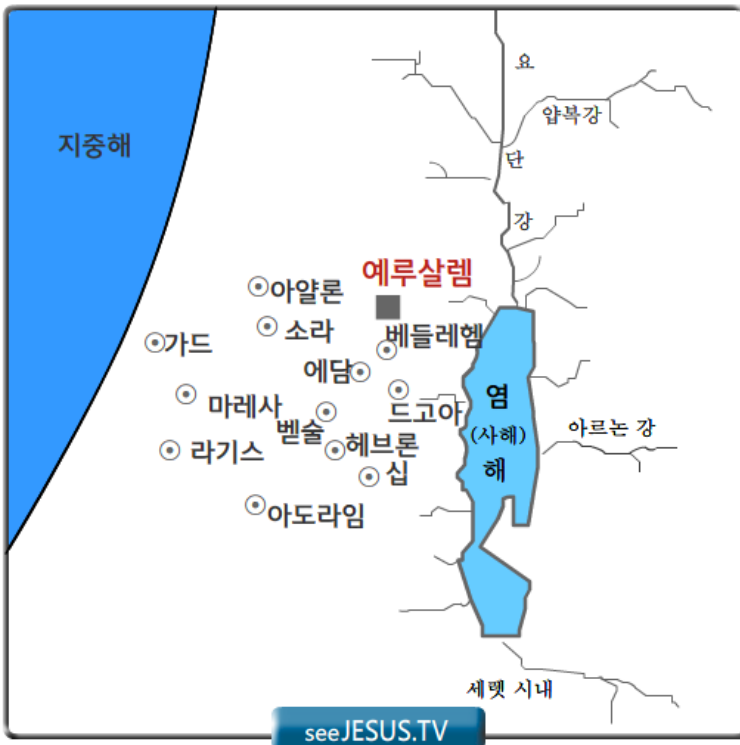 지중해
요
단
강
얍복강
예루살렘
아얄론
소라
베들레헴
가드
에담
마레사
드고아
벧술
헤브론
라기스
십
아도라임
염
(사해)
해
아르논 강
세렛 시내
seeJESUS.TV